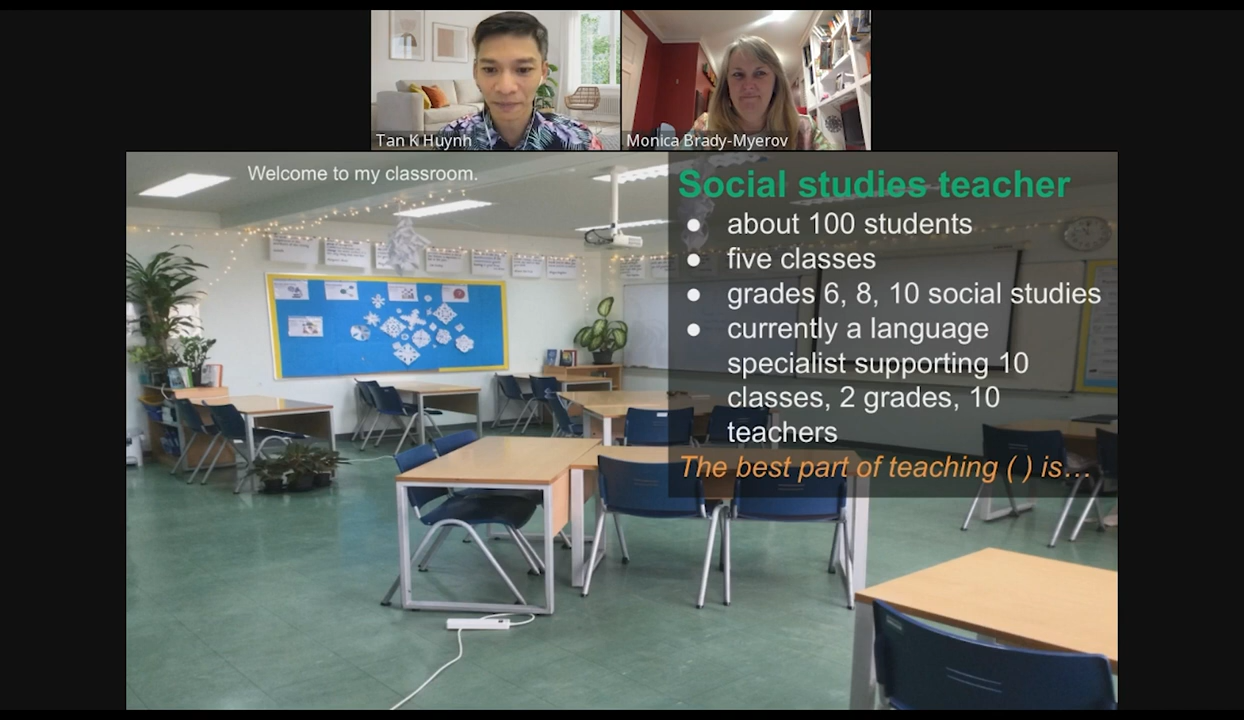 Tan K Huynh
Monica Brady-Myerov
Welcome to my classroom.
Social studies teacher
● about 100 students
● five classes
● grades 6, 8, 10 social studies
● currently a language
specialist supporting 10
classes, 2 grades, 10
teachers
The best part of teaching ( ) is…